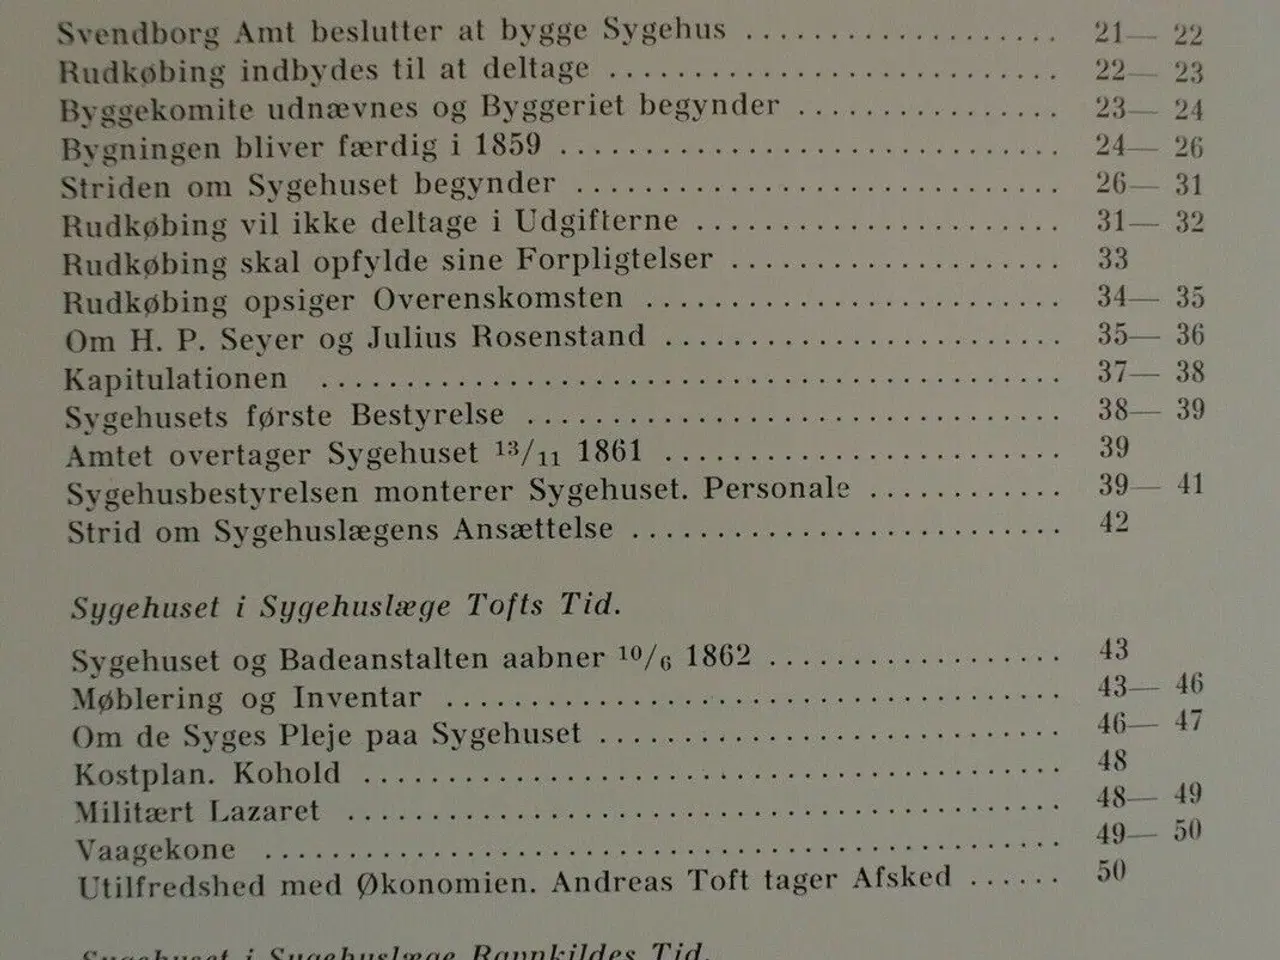 Svendborg Amt beslutter at bygge Sygehus .................. 21— 22
Rudkøbing indbydes til at deltage .......................... 22— 23
Byggekomite udnævnes og Byggeriet begynder ............... 23— 24
Bygningen bliver færdig i 1859 ............................. 24— 26
Striden om Sygehuset begynder ............................ 26— 31
Rudkøbing vil ikke deltage i Udgifterne ..................... 31— 32
Rudkøbing skal opfylde sine Forpligtelser ................... 33
Rudkøbing opsiger Overenskomsten ........................ 34— 35
Om H. P. Seyer og Julius Rosenstand ....................... 35— 36
Kapitulationen ........................................... 37— 38
Sygehusets første Bestyrelse ............................... 38— 39
Amtet overtager Sygehuset 13/11 1861 ....................... 39
Sygehusbestyrelsen monterer Sygehuset. Personale ............ 39— 41
Strid om Sygehuslægens Ansættelse ......................... 42
Sygehuset i Sygehuslæge Tofts Tid.
Sygehuset og Badeanstalten aabner 10/6 1862 ................. 43
Møblering og Inventar .................................... 43— 46
Om de Syges Pleje paa Sygehuset ........................... 46— 47
Kostplan. Kohold ......................................... 48
Militært Lazaret .......................................... 48— 49
Vaagekone ............................................... 49— 50
Utilfredshed med Økonomien. Andreas Toft tager Afsked ...... 50
Sygehuset i Sygehuslæge Ravnkildes Tid.